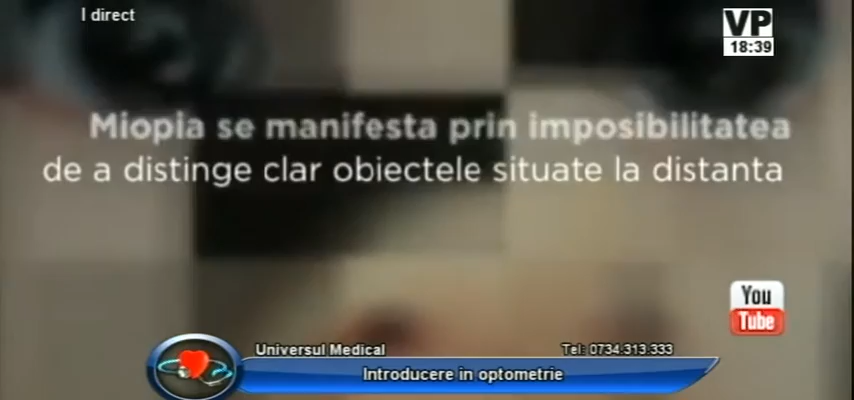 l direct
VP
18:39
Miopia se manifesta prin imposibilitatea
de a distinge clar obiectele situate la distanta
You
Tube
Universul Medical
Tel: 0734.313.333
Introducere in optometrie